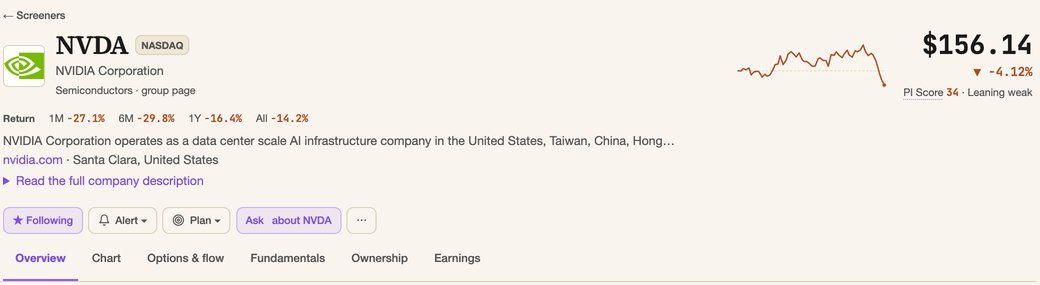 ← Screeners
NVDA NASDAQ
NVIDIA Corporation
Semiconductors · group page
$156.14
▼ -4.12%
PI Score 34 · Leaning weak
Return 1M -27.1% 6M -29.8% 1Y -16.4% All -14.2%
NVIDIA Corporation operates as a data center scale AI infrastructure company in the United States, Taiwan, China, Hong…
nvidia.com · Santa Clara, United States
▶ Read the full company description
★ Following Alert ▾ Plan ▾ Ask about NVDA ···
Overview Chart Options & flow Fundamentals Ownership Earnings